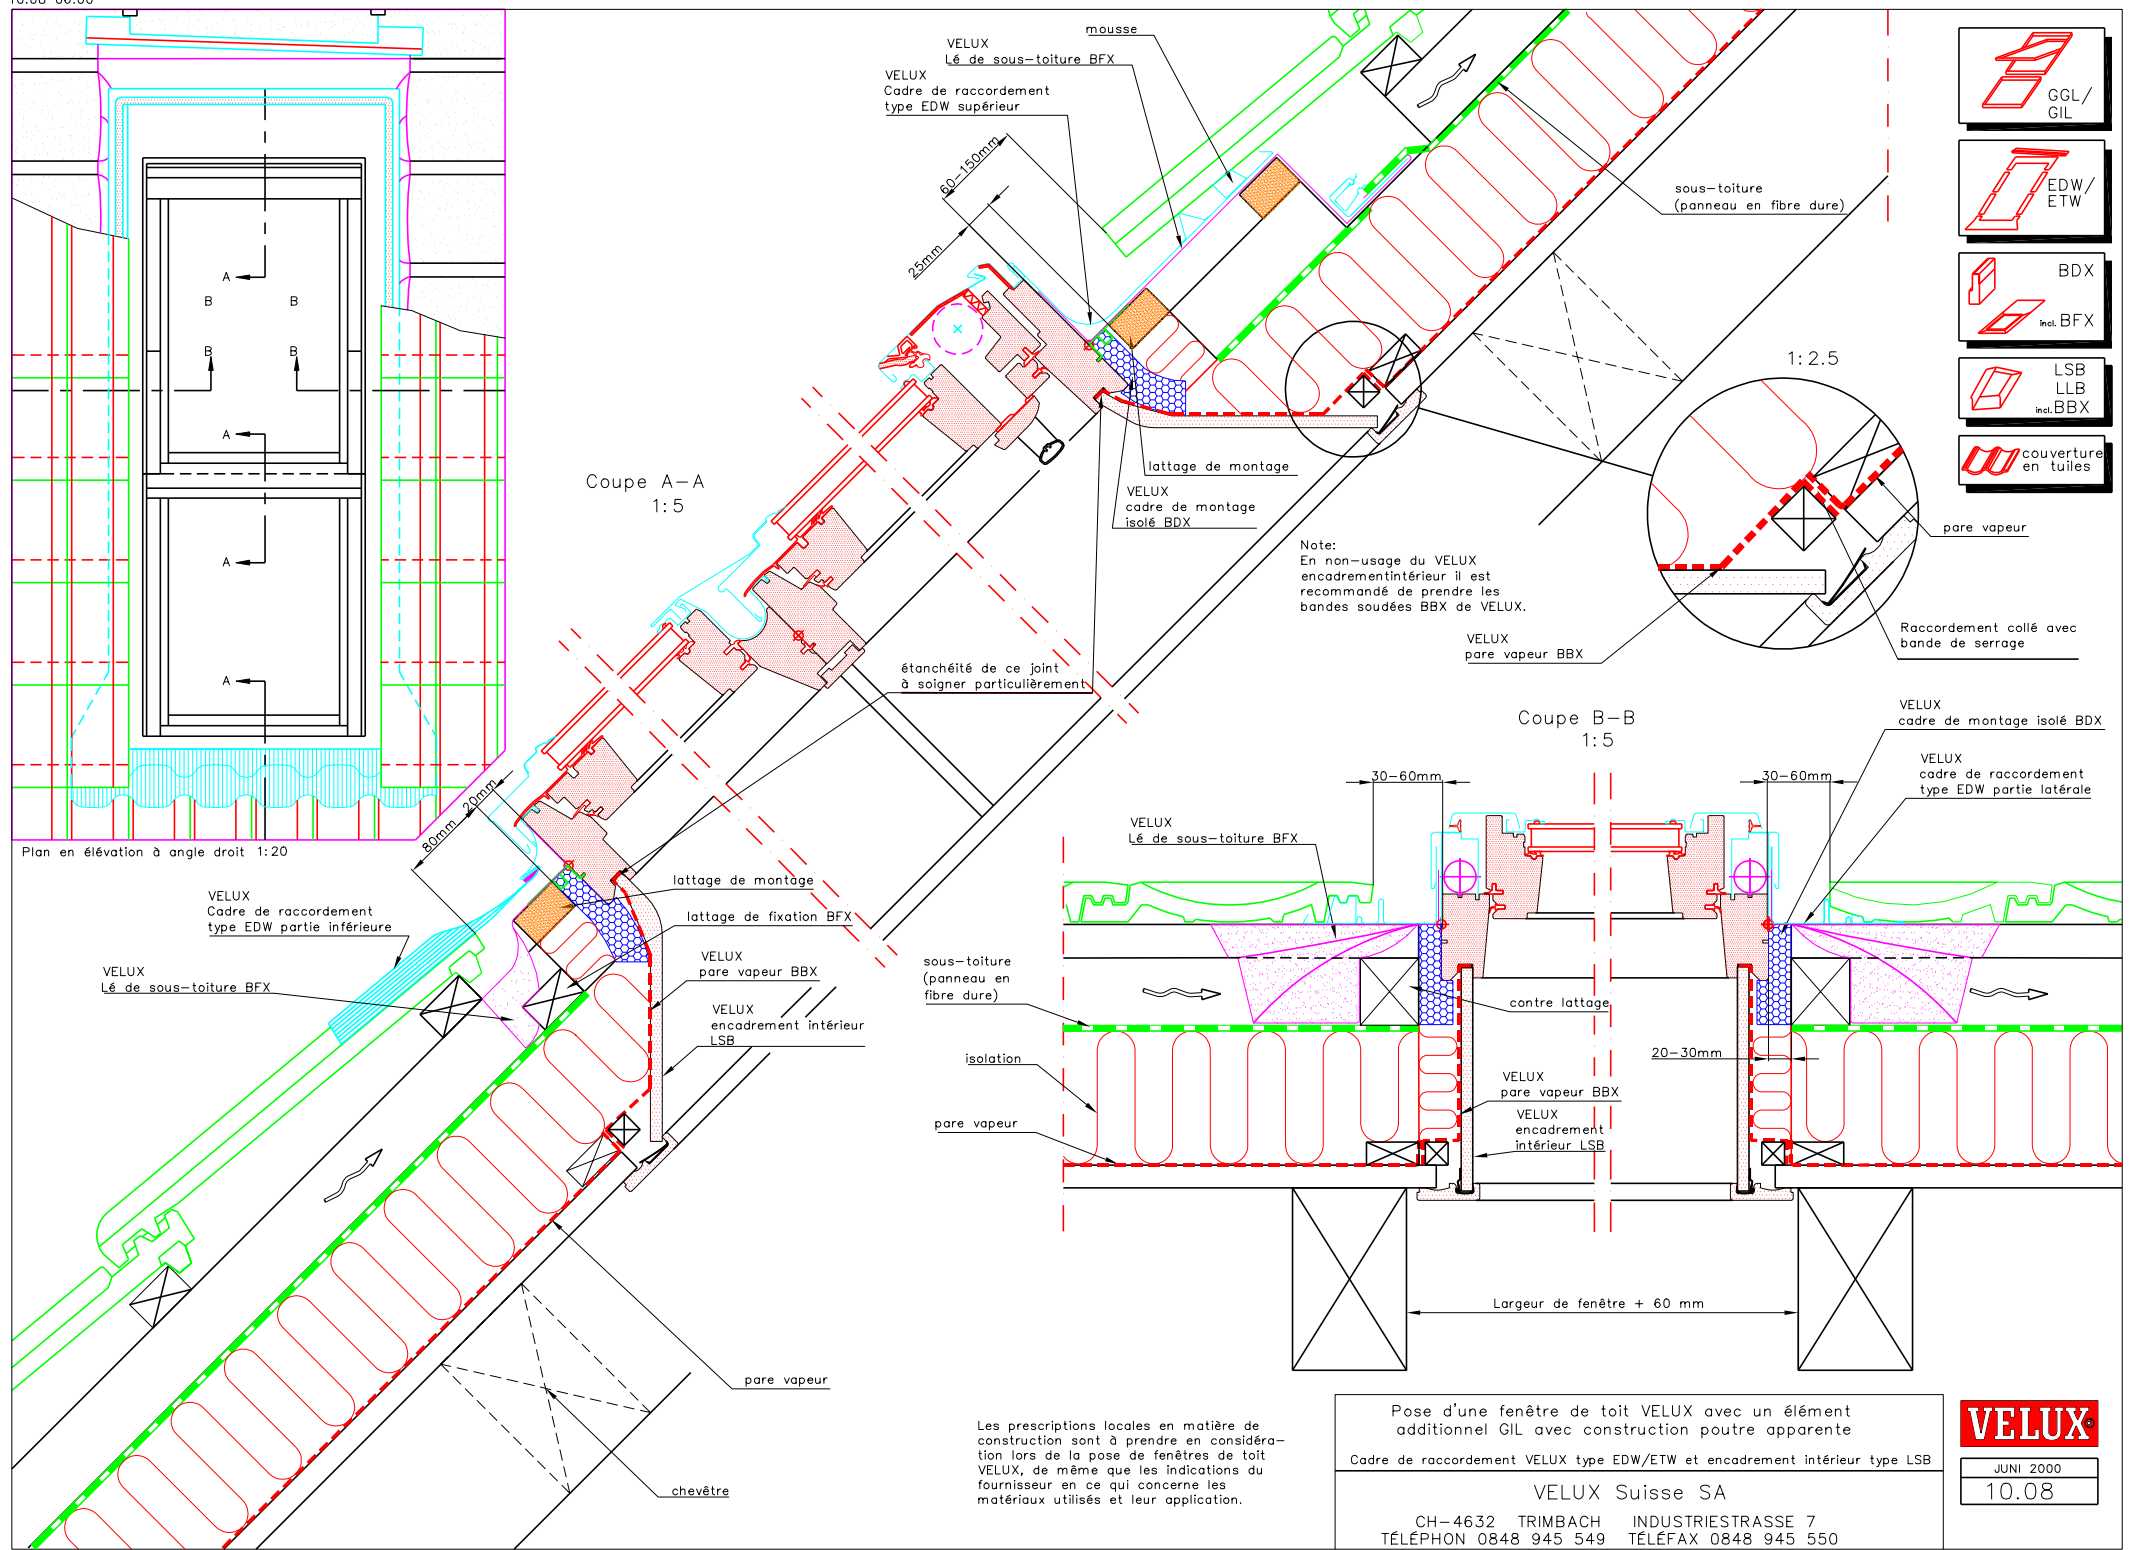 mousse
VELUX
Lé de sous-toiture BFX
VELUX
Cadre de raccordement
type EDW supérieur
60-150mm
25mm
sous-toiture
(panneau en fibre dure)
GGL/
GIL
EDW/
ETW
BDX
incl. BFX
LSB
LLB
incl. BBX
couverture
en tuiles
A
B B
B B
A
A
A
Plan en élévation à angle droit 1:20
Coupe A-A
1:5
lattage de montage
VELUX
cadre de montage
isolé BDX
1:2.5
pare vapeur
Note:
En non-usage du VELUX
encadrementintérieur il est
recommandé de prendre les
bandes soudées BBX de VELUX.
VELUX
pare vapeur BBX
Raccordement collé avec
bande de serrage
étanchéité de ce joint
à soigner particulièrement
20mm
80mm
VELUX
Cadre de raccordement
type EDW partie inférieure
VELUX
Lé de sous-toiture BFX
lattage de montage
lattage de fixation BFX
VELUX
pare vapeur BBX
VELUX
encadrement intérieur
LSB
pare vapeur
chevêtre
Coupe B-B
1:5
VELUX
cadre de montage isolé BDX
VELUX
cadre de raccordement
type EDW partie latérale
30-60mm
30-60mm
VELUX
Lé de sous-toiture BFX
sous-toiture
(panneau en
fibre dure)
contre lattage
isolation
20-30mm
VELUX
pare vapeur BBX
pare vapeur
VELUX
encadrement
intérieur LSB
Largeur de fenêtre + 60 mm
Les prescriptions locales en matière de
construction sont à prendre en considéra-
tion lors de la pose de fenêtres de toit
VELUX, de même que les indications du
fournisseur en ce qui concerne les
matériaux utilisés et leur application.
Pose d'une fenêtre de toit VELUX avec un élément
additionnel GIL avec construction poutre apparente
Cadre de raccordement VELUX type EDW/ETW et encadrement intérieur type LSB
VELUX Suisse SA
CH-4632 TRIMBACH INDUSTRIESTRASSE 7
TÉLÉPHON 0848 945 549 TÉLÉFAX 0848 945 550
VELUX®
JUNI 2000
10.08